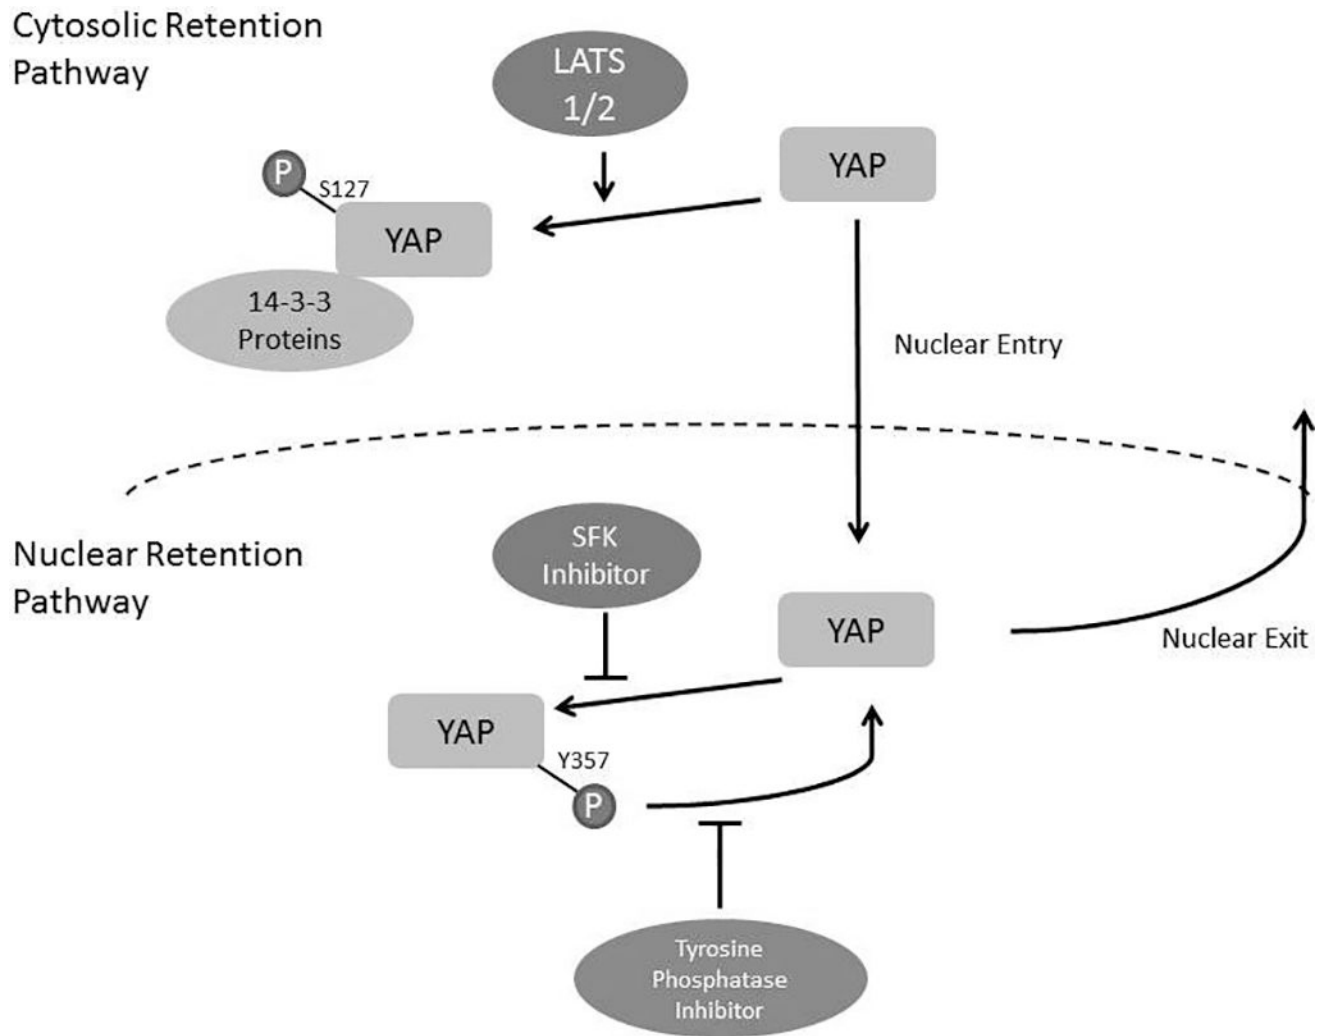 Cytosolic Retention
Pathway
LATS
1/2
YAP
P
S127
YAP
14-3-3
Proteins
Nuclear Entry
Nuclear Retention
Pathway
SFK
Inhibitor
YAP
Nuclear Exit
YAP
Y357
P
Tyrosine
Phosphatase
Inhibitor